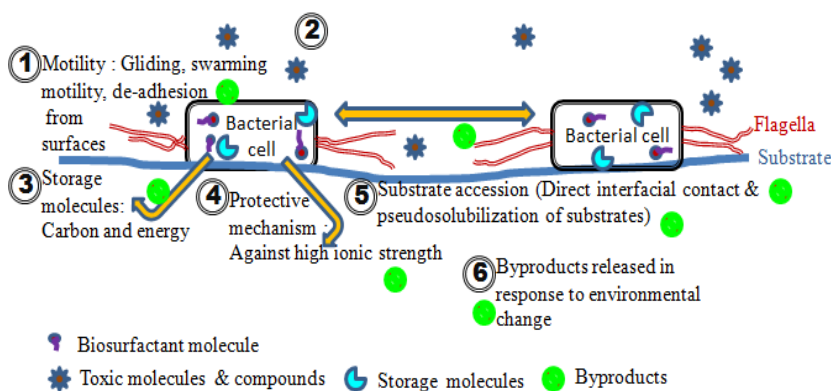 1 Motility : Gliding, swarming
motility, de-adhesion
from
surfaces
2
Bacterial
cell
Bacterial cell
Flagella
Substrate
3 Storage
molecules:
Carbon and energy
4 Protective
mechanism :
Against high ionic strength
5 Substrate accession (Direct interfacial contact &
pseudosolubilization of substrates)
6 Byproducts released in
response to environmental
change
Biosurfactant molecule
Toxic molecules & compounds
Storage molecules
Byproducts